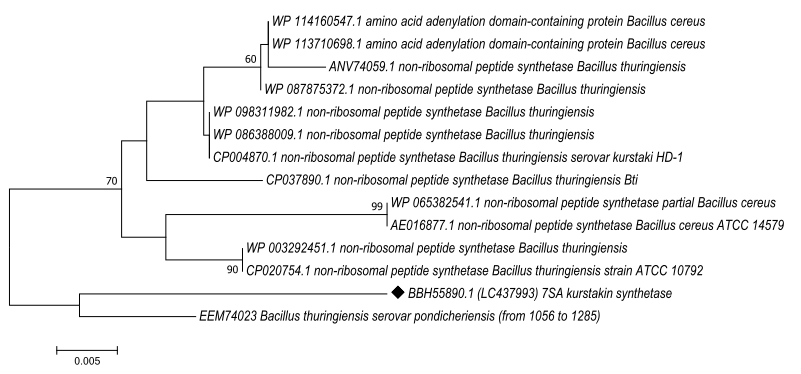 WP 114160547.1 amino acid adenylation domain-containing protein Bacillus cereus
WP 113710698.1 amino acid adenylation domain-containing protein Bacillus cereus
60
ANV74059.1 non-ribosomal peptide synthetase Bacillus thuringiensis
WP 087875372.1 non-ribosomal peptide synthetase Bacillus thuringiensis
WP 098311982.1 non-ribosomal peptide synthetase Bacillus thuringiensis
WP 086388009.1 non-ribosomal peptide synthetase Bacillus thuringiensis
CP004870.1 non-ribosomal peptide synthetase Bacillus thuringiensis serovar kurstaki HD-1
70
CP037890.1 non-ribosomal peptide synthetase Bacillus thuringiensis Bti
WP 065382541.1 non-ribosomal peptide synthetase partial Bacillus cereus
99
AE016877.1 non-ribosomal peptide synthetase Bacillus cereus ATCC 14579
WP 003292451.1 non-ribosomal peptide synthetase Bacillus thuringiensis
90
CP020754.1 non-ribosomal peptide synthetase Bacillus thuringiensis strain ATCC 10792
BBH55890.1 (LC437993) 7SA kurstakin synthetase
EEM74023 Bacillus thuringiensis serovar pondicheriensis (from 1056 to 1285)
0.005